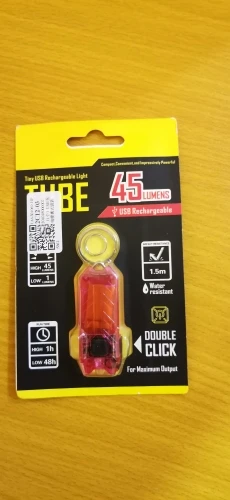 Tiny USB Rechargeable Light
Compact, Convenient, and Impressively Powerful
TUBE
45 LUMENS
USB Rechargeable
HIGH 45
LOW 1
1.5m
Water
resistant
HIGH 1h
LOW 48h
DOUBLE
CLICK
For Maximum Output